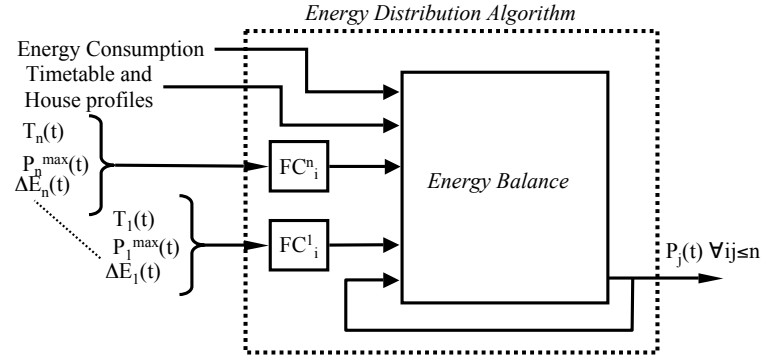 Energy Distribution Algorithm
Energy Consumption
Timetable and
House profiles
Tₙ(t)
Pₙᵐᵃˣ(t)
ΔEₙ(t)
FCⁿᵢ
Energy Balance
T₁(t)
P₁ᵐᵃˣ(t)
ΔE₁(t)
FC¹ᵢ
Pⱼ(t) ∀ij≤n